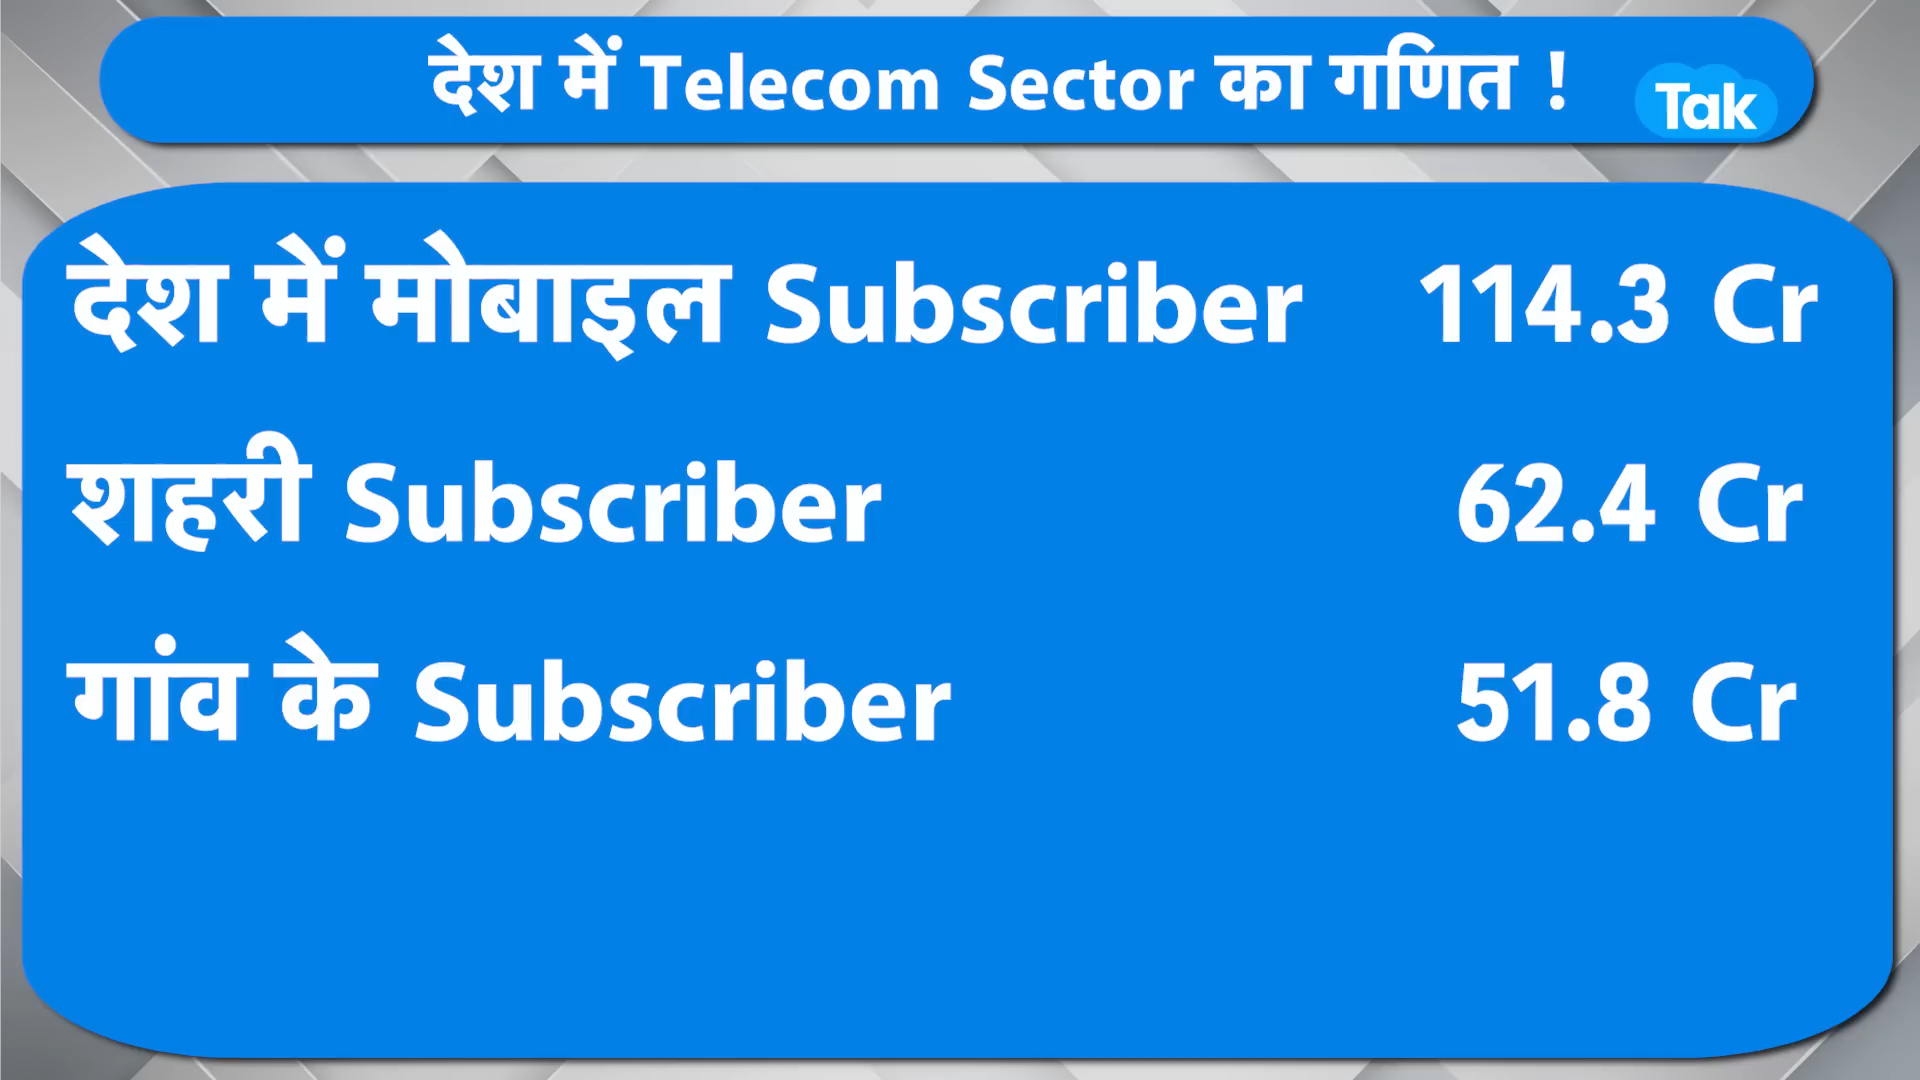 देश में Telecom Sector का गणित !
Tak
देश में मोबाइल Subscriber 114.3 Cr
शहरी Subscriber 62.4 Cr
गांव के Subscriber 51.8 Cr